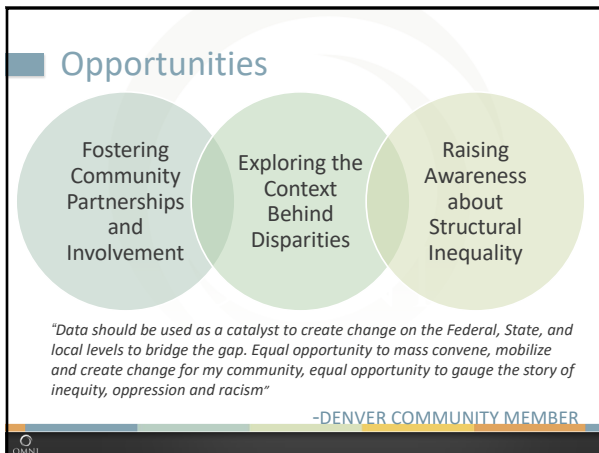 Opportunities
Fostering
Community
Partnerships
and
Involvement
Exploring the
Context
Behind
Disparities
Raising
Awareness
about
Structural
Inequality
"Data should be used as a catalyst to create change on the Federal, State, and
local levels to bridge the gap. Equal opportunity to mass convene, mobilize
and create change for my community, equal opportunity to gauge the story of
inequity, oppression and racism"
-DENVER COMMUNITY MEMBER
OMNI